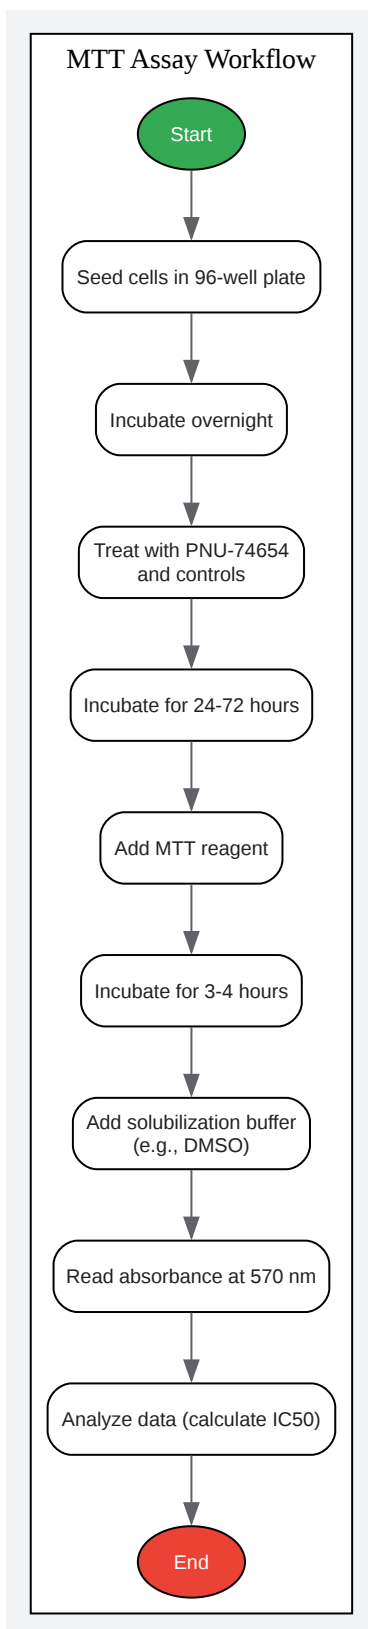 MTT Assay Workflow
Start
Seed cells in 96-well plate
Incubate overnight
Treat with PNU-74654
and controls
Incubate for 24-72 hours
Add MTT reagent
Incubate for 3-4 hours
Add solubilization buffer
(e.g., DMSO)
Read absorbance at 570 nm
Analyze data (calculate IC50)
End